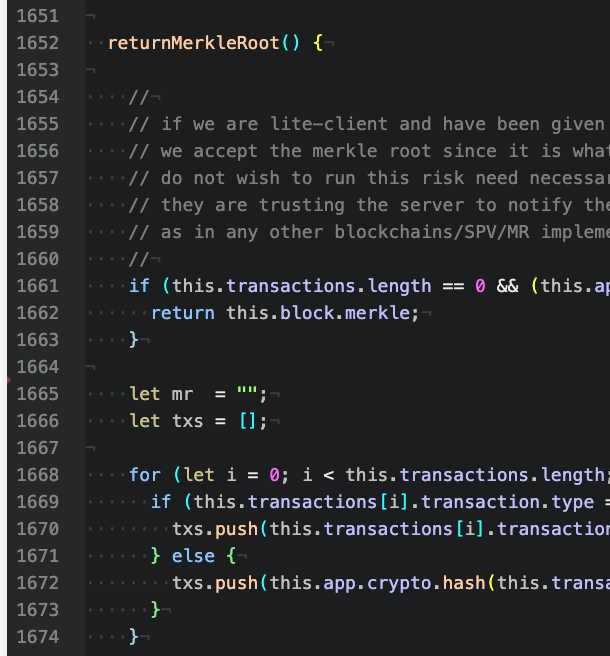 1651
1652 returnMerkleRoot() {
1653
1654 //
1655 // if we are lite-client and have been given
1656 // we accept the merkle root since it is what
1657 // do not wish to run this risk need necessar
1658 // they are trusting the server to notify the
1659 // as in any other blockchains/SPV/MR impleme
1660 //
1661 if (this.transactions.length == 0 && (this.ap
1662 return this.block.merkle;
1663 }
1664
1665 let mr  = "";
1666 let txs = [];
1667
1668 for (let i = 0; i < this.transactions.length;
1669 if (this.transactions[i].transaction.type =
1670 txs.push(this.transactions[i].transaction
1671 } else {
1672 txs.push(this.app.crypto.hash(this.transa
1673 }
1674 }